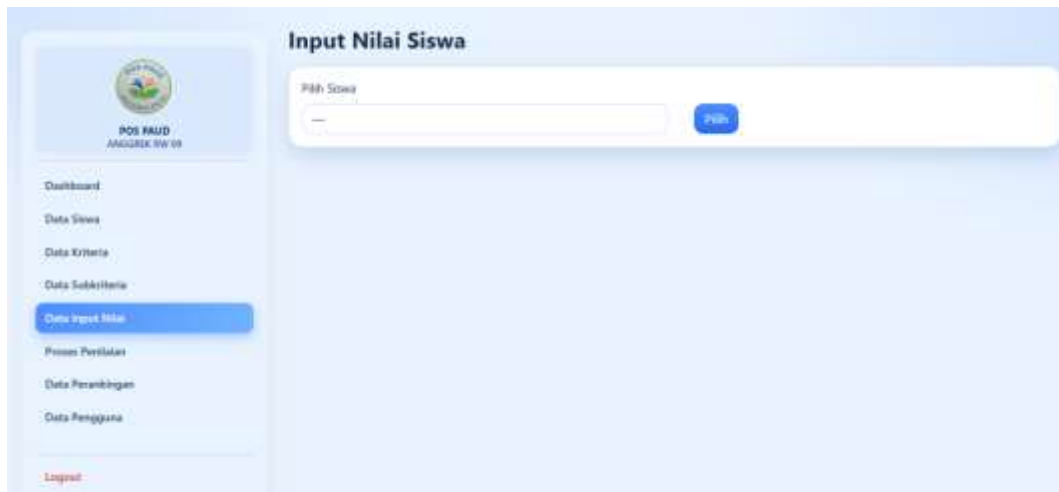 Input Nilai Siswa
Pilih Siswa
---
Pilih
POS PAUD
ANGGREK RW 09
Dashboard
Data Siswa
Data Kriteria
Data Subkriteria
Data Input Nilai
Proses Penilaian
Data Perankingan
Data Pengguna
Logout